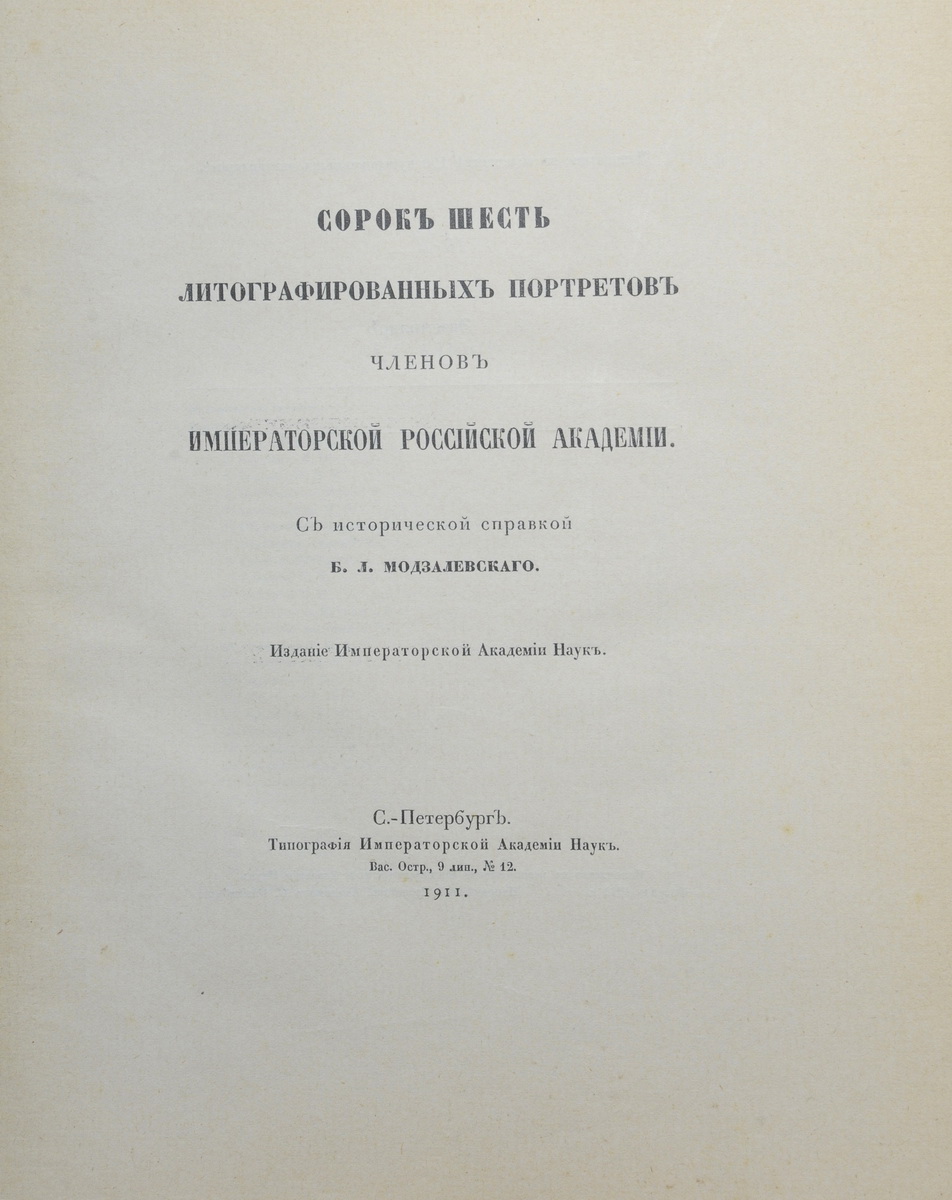 СОРОКЪ ШЕСТЬ
ЛИТОГРАФИРОВАННЫХЪ ПОРТРЕТОВЪ
ЧЛЕНОВЪ
ИМПЕРАТОРСКОЙ РОССІЙСКОЙ АКАДЕМІИ.
Съ исторической справкой
Б. Л. МОДЗАЛЕВСКАГО.
Изданіе Императорской Академіи Наукъ.
С.-Петербургъ.
Типографія Императорской Академіи Наукъ.
Вас. Остр., 9 лин., № 12.
1911.